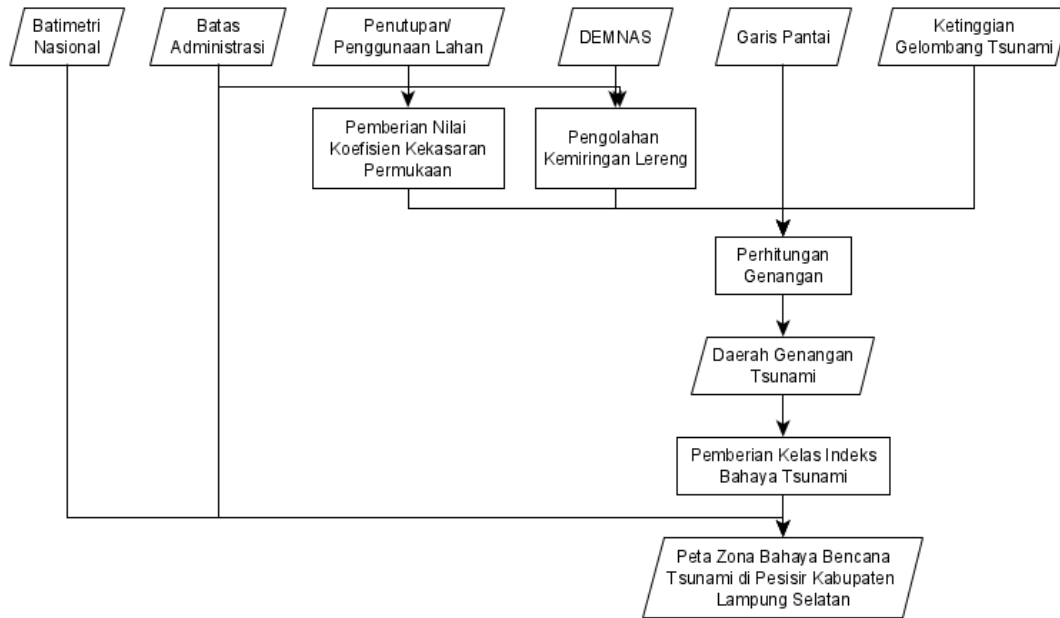 Batimetri
Nasional
Batas
Administrasi
Penutupan/
Penggunaan Lahan
DEMNAS
Garis Pantai
Ketinggian
Gelombang Tsunami
Pemberian Nilai
Koefisien Kekasaran
Permukaan
Pengolahan
Kemiringan Lereng
Perhitungan
Genangan
Daerah Genangan
Tsunami
Pemberian Kelas Indeks
Bahaya Tsunami
Peta Zona Bahaya Bencana
Tsunami di Pesisir Kabupaten
Lampung Selatan